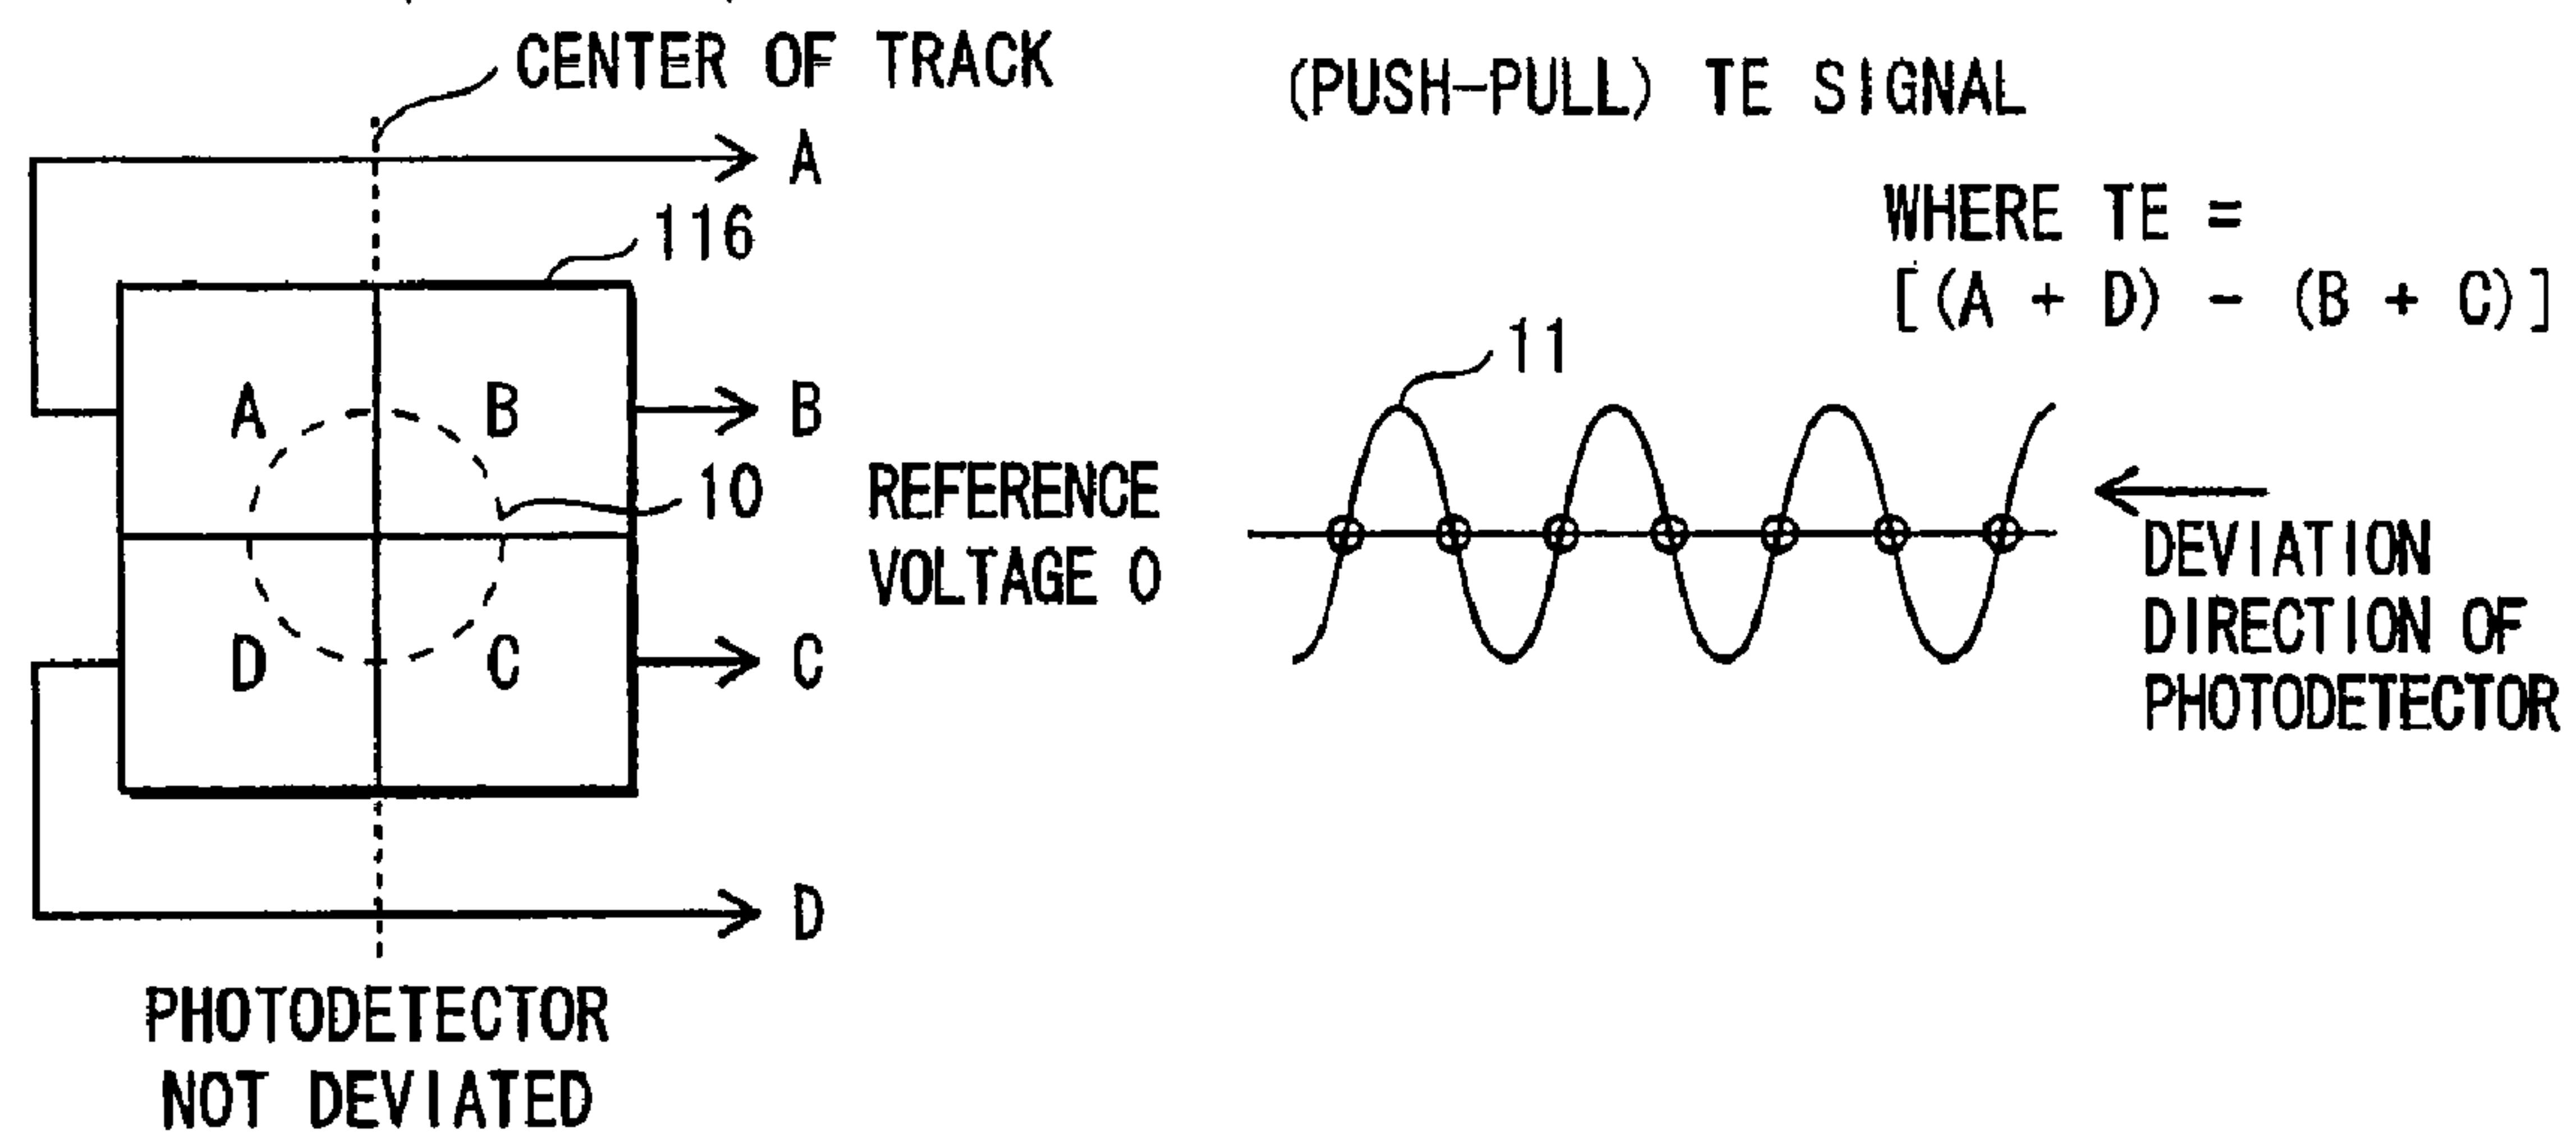 CENTER OF TRACK
A
116
A
B
B
10
D
C
C
D
PHOTODETECTOR
NOT DEVIATED
(PUSH-PULL) TE SIGNAL
WHERE TE =
[(A + D) - (B + C)]
11
REFERENCE
VOLTAGE 0
DEVIATION
DIRECTION OF
PHOTODETECTOR